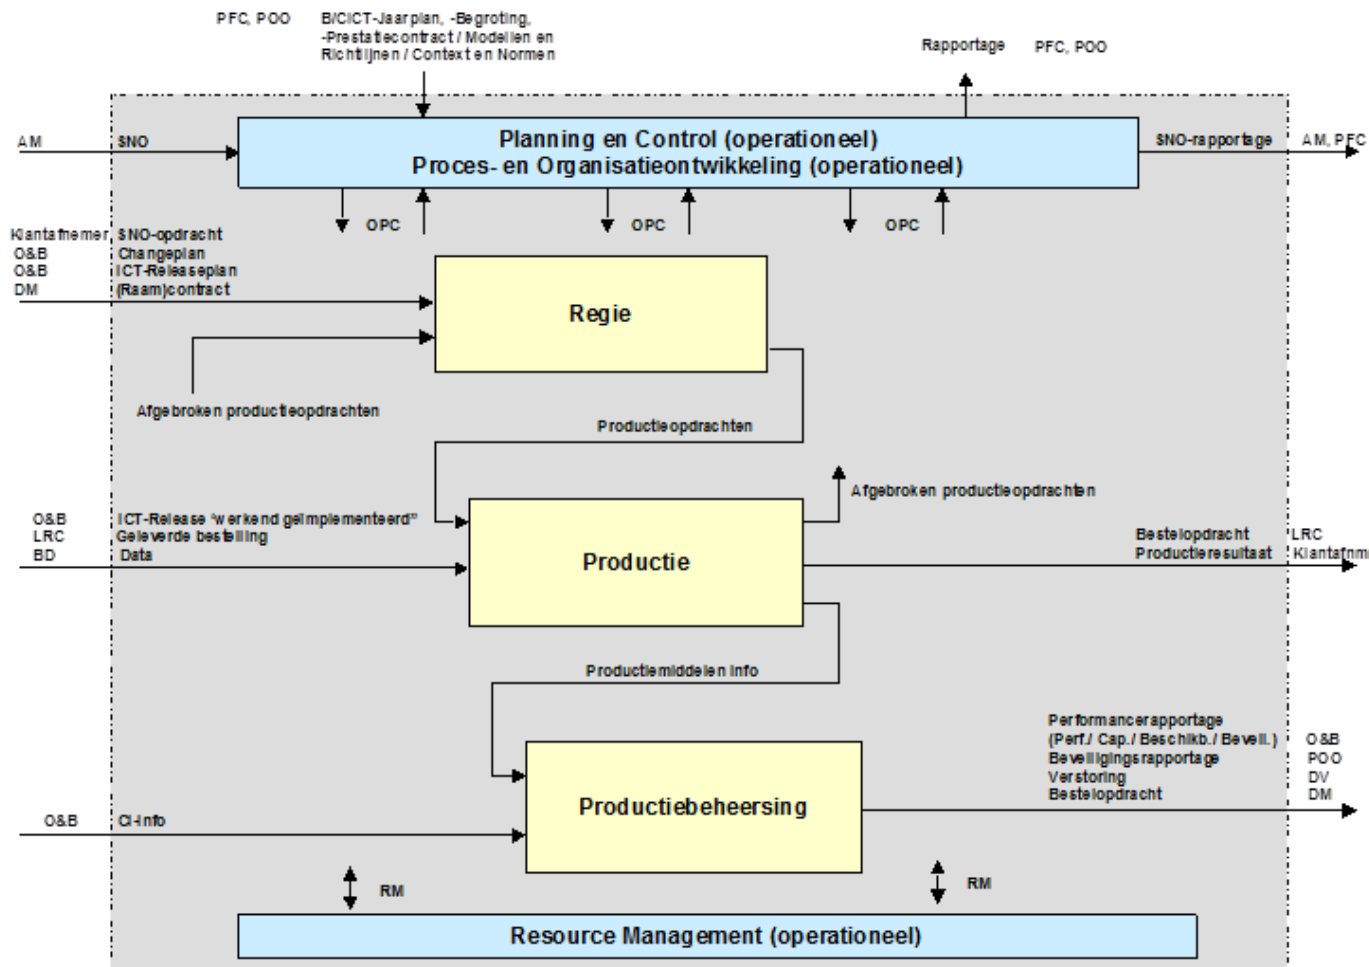 PFC, POO B/CICT-Jaarplan, -Begroting,
-Prestatiecontract / Modellen en
Richtlijnen / Context en Normen
Rapportage PFC, POO
AM SNO
Planning en Control (operationeel)
Proces- en Organisatieontwikkeling (operationeel)
SNO-rapportage AM, PFC
OPC OPC OPC
Klantafnemer SNO-opdracht
O&B Changeplan
O&B ICT-Releaseplan
DM (Raam)contract
Regie
Afgebroken productieopdrachten
Productieopdrachten
Afgebroken productieopdrachten
O&B ICT-Release "werkend geïmplementeerd"
LRC Geleverde bestelling
BD Data
Productie
Bestelopdracht LRC
Productieresultaat Klantafnm
Productiemiddelen info
Performancerapportage
(Perf./ Cap./ Beschikb./ Beveil.) O&B
Beveiligingsrapportage POO
Verstoring DV
Bestelopdracht DM
Productiebeheersing
O&B CI-info
RM RM
Resource Management (operationeel)